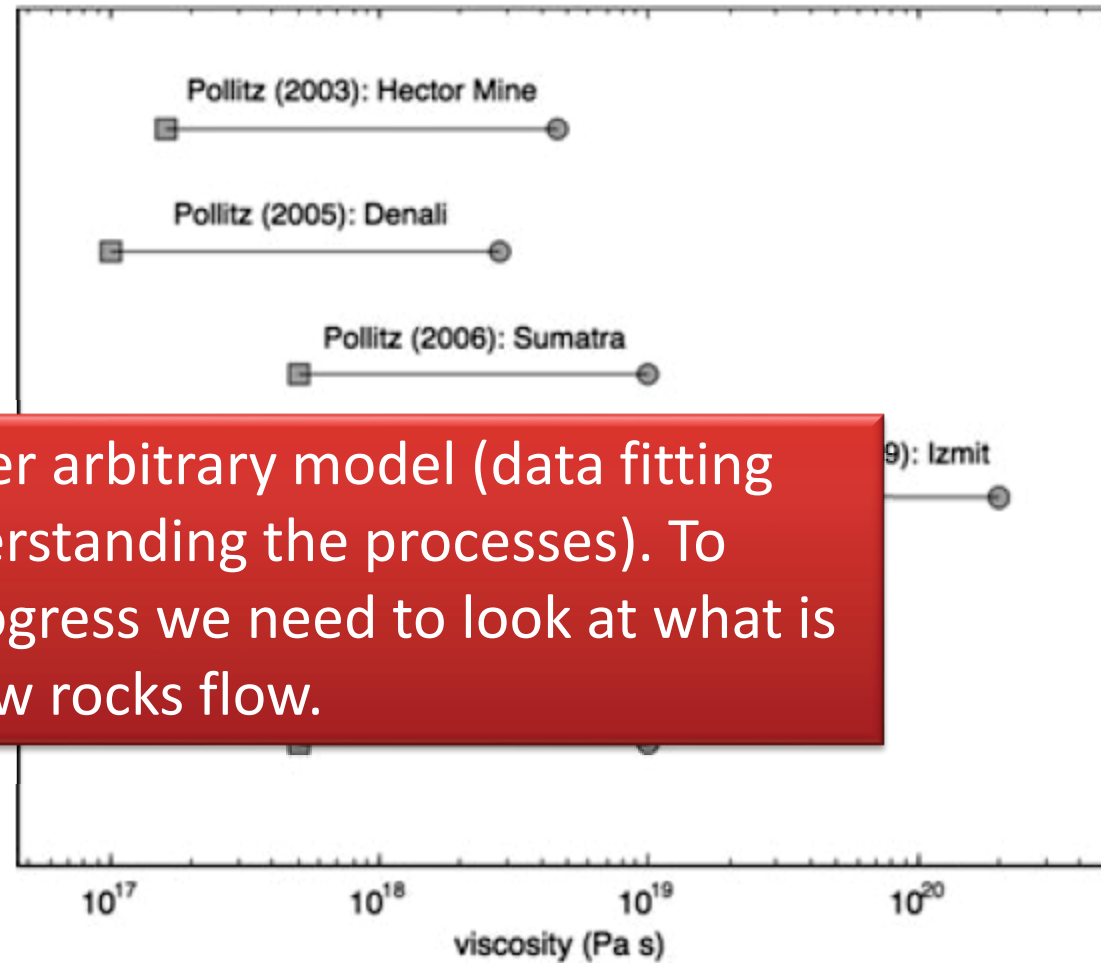 Pollitz (2003): Hector Mine
Pollitz (2005): Denali
Pollitz (2006): Sumatra
9): Izmit
er arbitrary model (data fitting
erstanding the processes). To
ogress we need to look at what is
w rocks flow.
10¹⁷ 10¹⁸ 10¹⁹ 10²⁰
viscosity (Pa s)